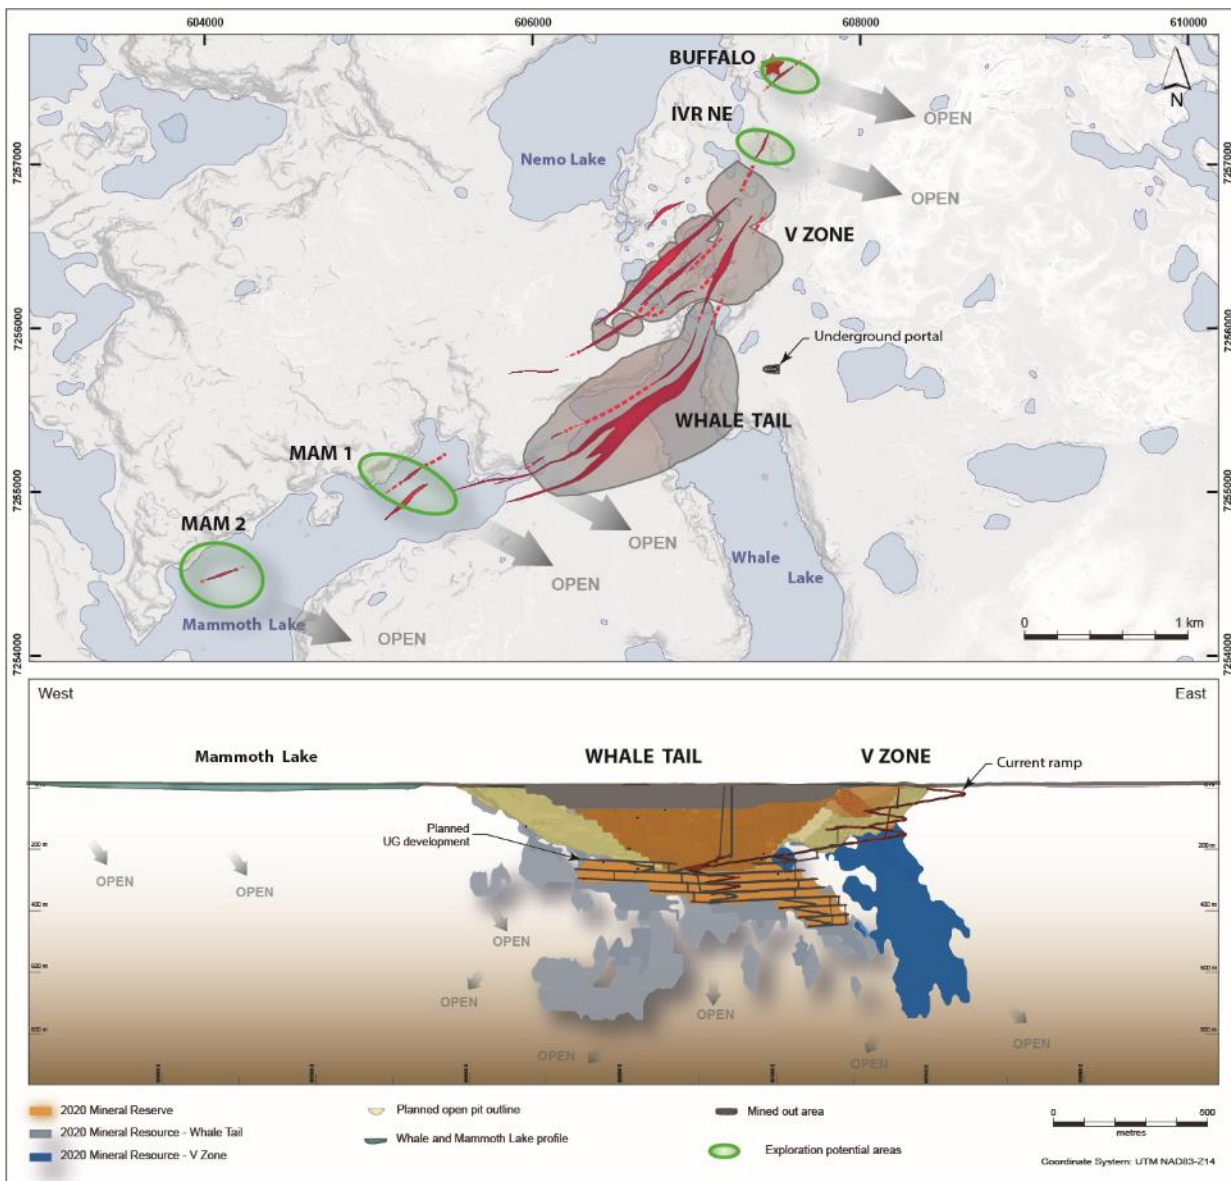 604000
606000
608000
610000
BUFFALO
N
OPEN
IVR NE
7257000
Nemo Lake
7257000
OPEN
V ZONE
7256000
7256000
Underground portal
WHALE TAIL
MAM 1
7255000
7255000
MAM 2
OPEN
Whale
Lake
OPEN
0
1 km
Mammoth Lake
OPEN
7254000
7254000
West
East
Mammoth Lake
WHALE TAIL
V ZONE
Current ramp
Planned
UG development
200 m
200 m
OPEN
OPEN
400 m
400 m
OPEN
OPEN
OPEN
OPEN
OPEN
OPEN
2020 Mineral Reserve
Planned open pit outline
Mined out area
0
500
metres
2020 Mineral Resource - Whale Tail
Whale and Mammoth Lake profile
Exploration potential areas
2020 Mineral Resource - V Zone
Coordinate System: UTM NAD83-Z14